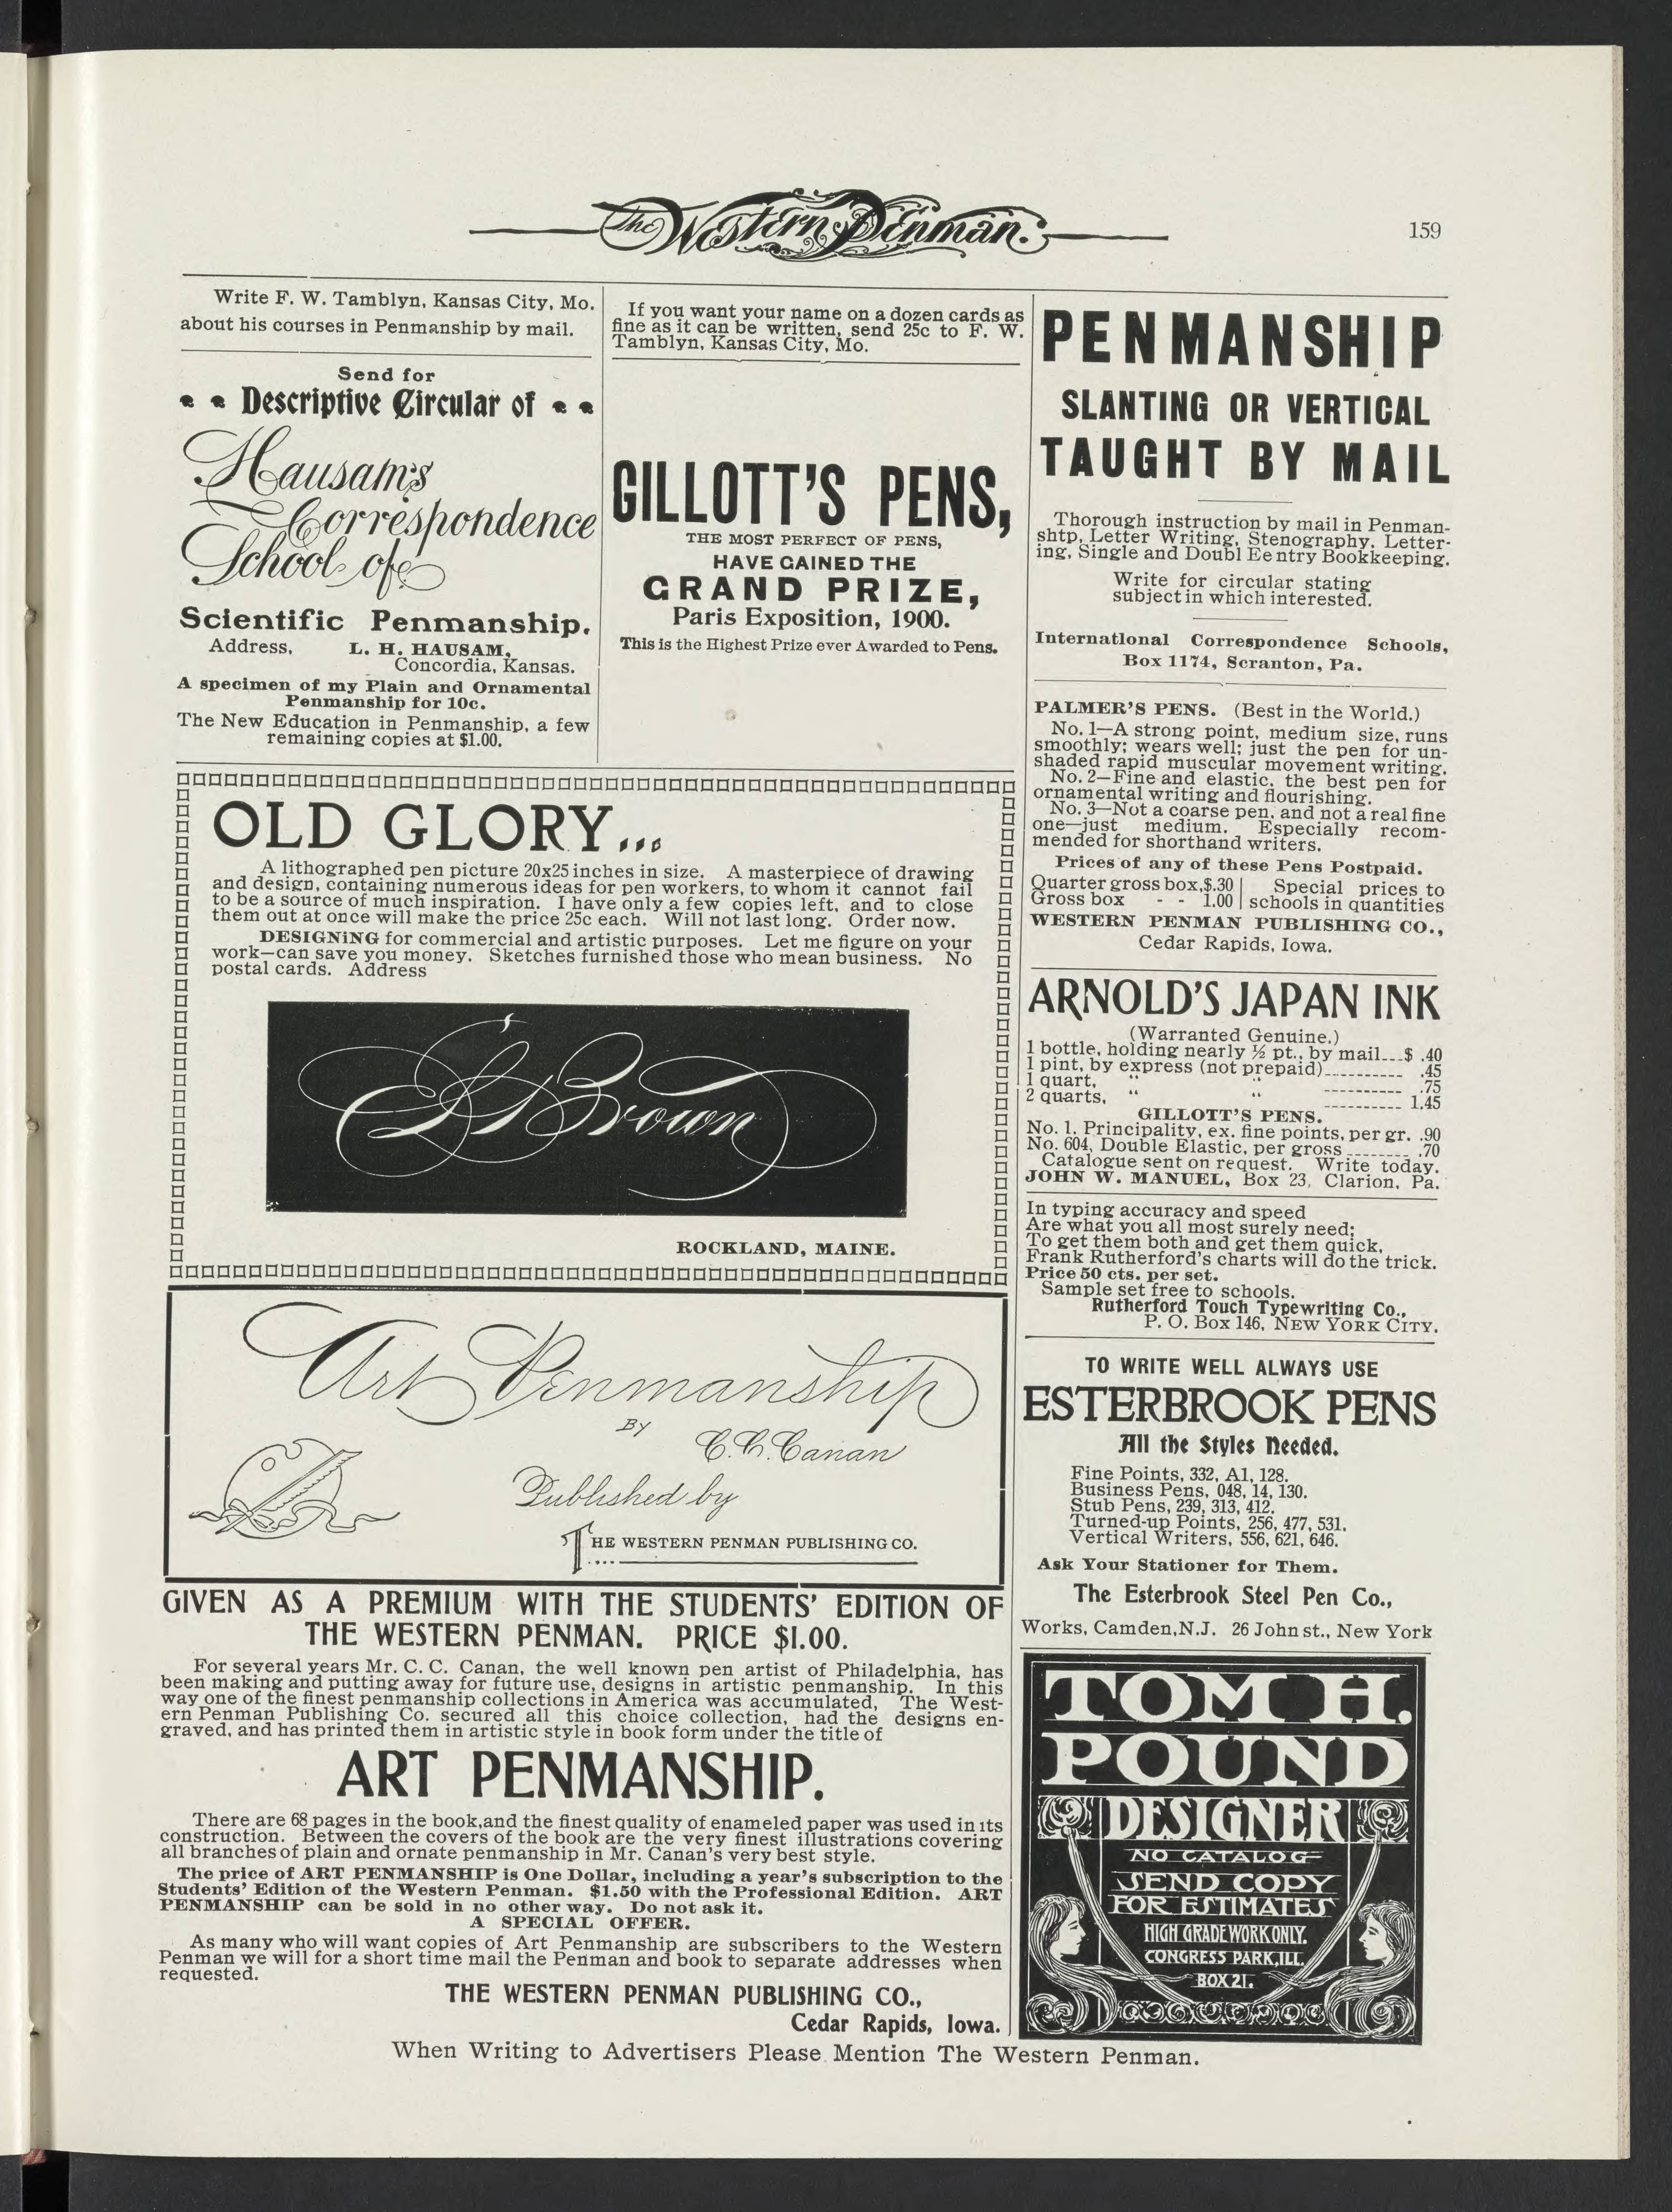 The Western Penman.
159
Write F. W. Tamblyn, Kansas City, Mo.
about his courses in Penmanship by mail.
Send for
Descriptive Circular of
Hausam's
Correspondence
School of
Scientific Penmanship.
Address, L. H. HAUSAM,
Concordia, Kansas.
A specimen of my Plain and Ornamental
Penmanship for 10c.
The New Education in Penmanship, a few
remaining copies at $1.00.
If you want your name on a dozen cards as
fine as it can be written, send 25c to F. W.
Tamblyn, Kansas City, Mo.
GILLOTT'S PENS,
THE MOST PERFECT OF PENS,
HAVE GAINED THE
GRAND PRIZE,
Paris Exposition, 1900.
This is the Highest Prize ever Awarded to Pens.
OLD GLORY...
A lithographed pen picture 20x25 inches in size. A masterpiece of drawing
and design, containing numerous ideas for pen workers, to whom it cannot fail
to be a source of much inspiration. I have only a few copies left, and to close
them out at once will make the price 25c each. Will not last long. Order now.
DESIGNiNG for commercial and artistic purposes. Let me figure on your
work—can save you money. Sketches furnished those who mean business. No
postal cards. Address
Brown
ROCKLAND, MAINE.
Art Penmanship
BY
C. C. Canan
Published by
THE WESTERN PENMAN PUBLISHING CO.
GIVEN AS A PREMIUM WITH THE STUDENTS' EDITION OF
THE WESTERN PENMAN. PRICE $1.00.
For several years Mr. C. C. Canan, the well known pen artist of Philadelphia, has
been making and putting away for future use, designs in artistic penmanship. In this
way one of the finest penmanship collections in America was accumulated, The West-
ern Penman Publishing Co. secured all this choice collection, had the designs en-
graved, and has printed them in artistic style in book form under the title of
ART PENMANSHIP.
There are 68 pages in the book,and the finest quality of enameled paper was used in its
construction. Between the covers of the book are the very finest illustrations covering
all branches of plain and ornate penmanship in Mr. Canan's very best style.
The price of ART PENMANSHIP is One Dollar, including a year's subscription to the
Students' Edition of the Western Penman. $1.50 with the Professional Edition. ART
PENMANSHIP can be sold in no other way. Do not ask it.
A SPECIAL OFFER.
As many who will want copies of Art Penmanship are subscribers to the Western
Penman we will for a short time mail the Penman and book to separate addresses when
requested.
THE WESTERN PENMAN PUBLISHING CO.,
Cedar Rapids, Iowa.
PENMANSHIP
SLANTING OR VERTICAL
TAUGHT BY MAIL
Thorough instruction by mail in Penman-
shtp, Letter Writing, Stenography, Letter-
ing, Single and Doubl Ee ntry Bookkeeping.
Write for circular stating
subject in which interested.
International Correspondence Schools,
Box 1174, Scranton, Pa.
PALMER'S PENS. (Best in the World.)
No. 1—A strong point, medium size, runs
smoothly; wears well; just the pen for un-
shaded rapid muscular movement writing.
No. 2—Fine and elastic, the best pen for
ornamental writing and flourishing.
No. 3—Not a coarse pen, and not a real fine
one—just medium. Especially recom-
mended for shorthand writers.
Prices of any of these Pens Postpaid.
Quarter gross box,$.30 | Special prices to
Gross box - - 1.00 | schools in quantities
WESTERN PENMAN PUBLISHING CO.,
Cedar Rapids, Iowa.
ARNOLD'S JAPAN INK
(Warranted Genuine.)
1 bottle, holding nearly ½ pt., by mail...$ .40
1 pint, by express (not prepaid).......... .45
1 quart, " " .......... .75
2 quarts, " " .......... 1.45
GILLOTT'S PENS.
No. 1. Principality, ex. fine points, per gr. .90
No. 604, Double Elastic, per gross ........ .70
Catalogue sent on request. Write today.
JOHN W. MANUEL, Box 23, Clarion, Pa.
In typing accuracy and speed
Are what you all most surely need;
To get them both and get them quick,
Frank Rutherford's charts will do the trick.
Price 50 cts. per set.
Sample set free to schools.
Rutherford Touch Typewriting Co.,
P. O. Box 146, NEW YORK CITY.
TO WRITE WELL ALWAYS USE
ESTERBROOK PENS
All the Styles Needed.
Fine Points, 332, A1, 128.
Business Pens, 048, 14, 130.
Stub Pens, 239, 313, 412.
Turned-up Points, 256, 477, 531.
Vertical Writers, 556, 621, 646.
Ask Your Stationer for Them.
The Esterbrook Steel Pen Co.,
Works, Camden,N.J. 26 John st., New York
TOM H.
POUND
DESIGNER
NO CATALOG
SEND COPY
FOR ESTIMATES
HIGH GRADE WORK ONLY.
CONGRESS PARK, ILL.
BOX 21.
When Writing to Advertisers Please Mention The Western Penman.